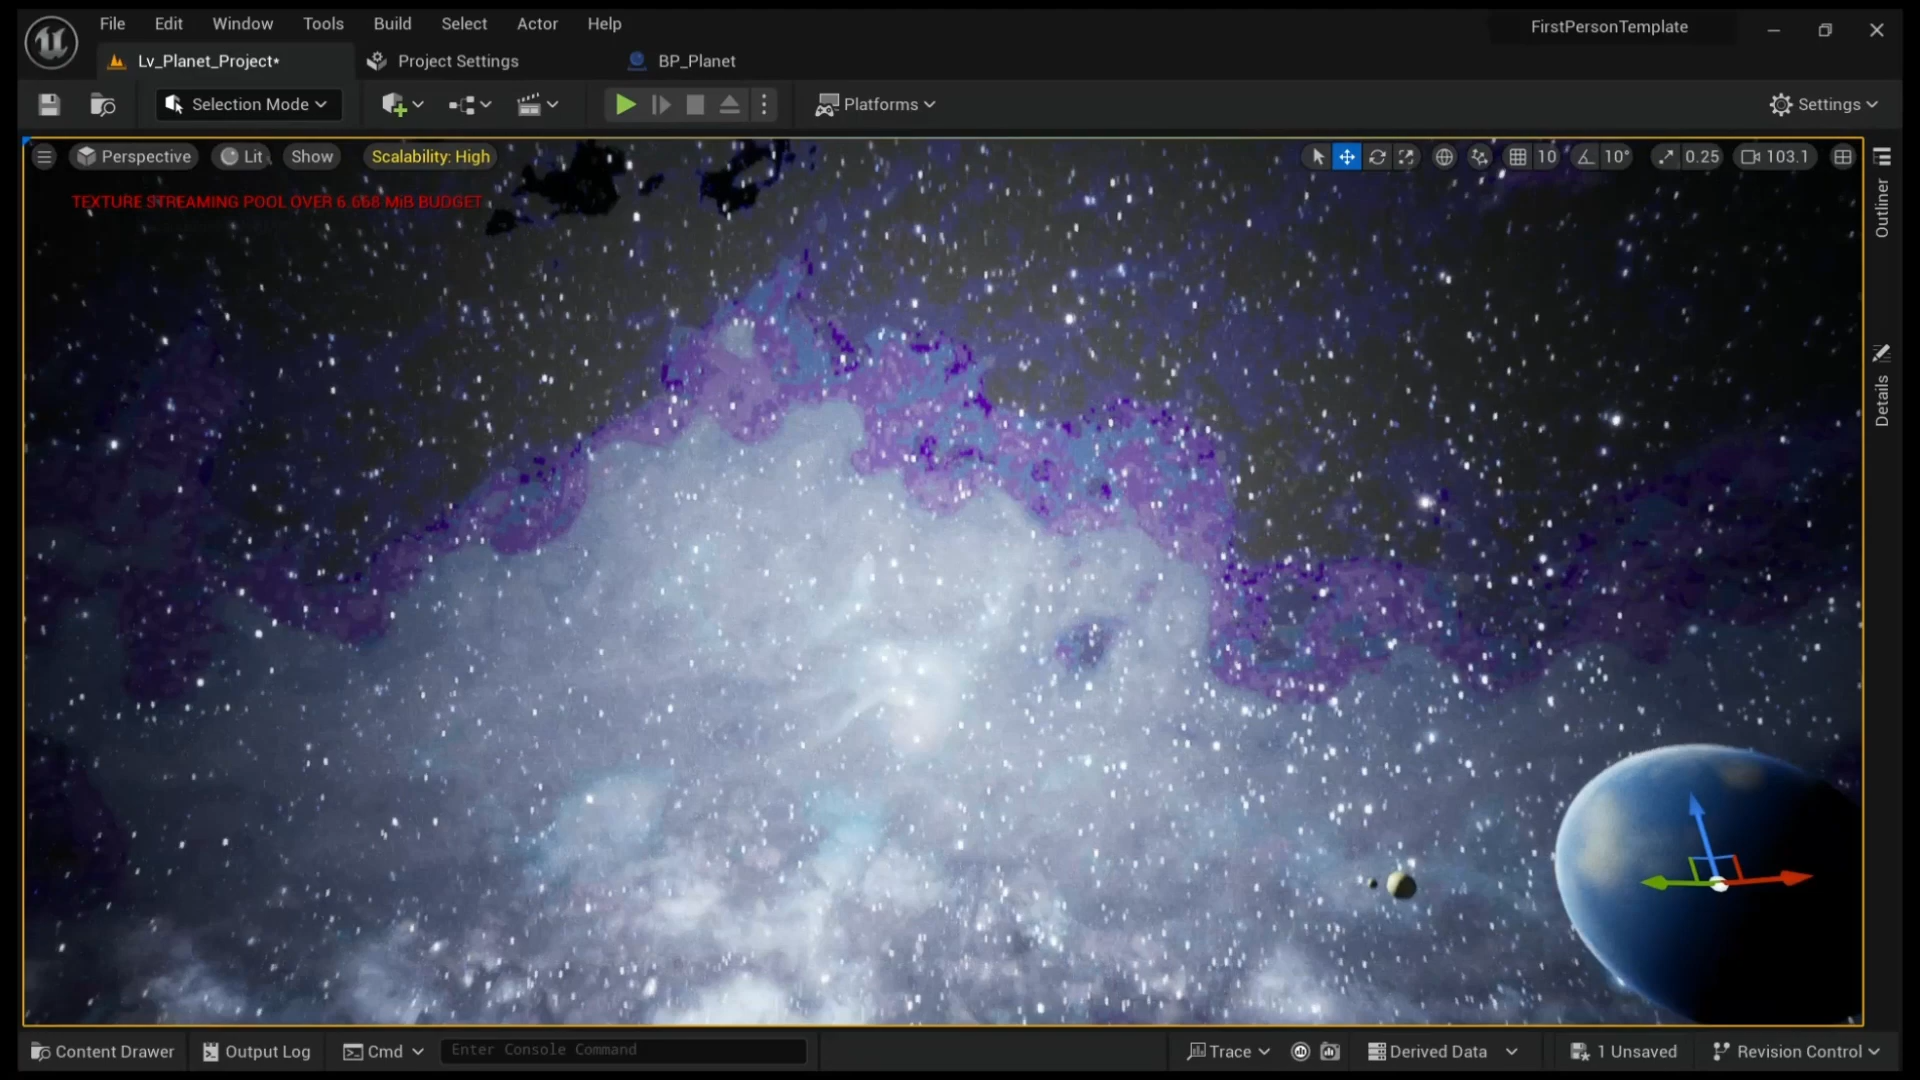 File Edit Window Tools Build Select Actor Help
FirstPersonTemplate
Lv_Planet_Project*
Project Settings
BP_Planet
Selection Mode
Platforms
Settings
Perspective
Lit
Show
Scalability: High
10
10°
0.25
103.1
TEXTURE STREAMING POOL OVER 6.668 MiB BUDGET
Outliner
Details
Content Drawer
Output Log
Cmd
Enter Console Command
Trace
Derived Data
1 Unsaved
Revision Control